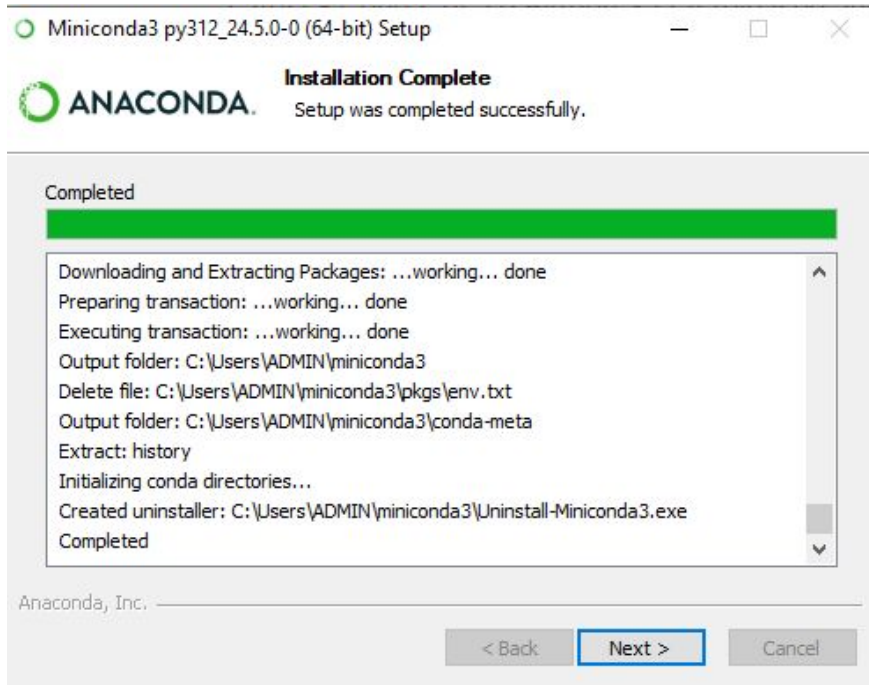 Miniconda3 py312_24.5.0-0 (64-bit) Setup
ANACONDA.
Installation Complete
Setup was completed successfully.
Completed
Downloading and Extracting Packages: ...working... done
Preparing transaction: ...working... done
Executing transaction: ...working... done
Output folder: C:\Users\ADMIN\miniconda3
Delete file: C:\Users\ADMIN\miniconda3\pkgs\env.txt
Output folder: C:\Users\ADMIN\miniconda3\conda-meta
Extract: history
Initializing conda directories...
Created uninstaller: C:\Users\ADMIN\miniconda3\Uninstall-Miniconda3.exe
Completed
Anaconda, Inc.
< Back Next > Cancel